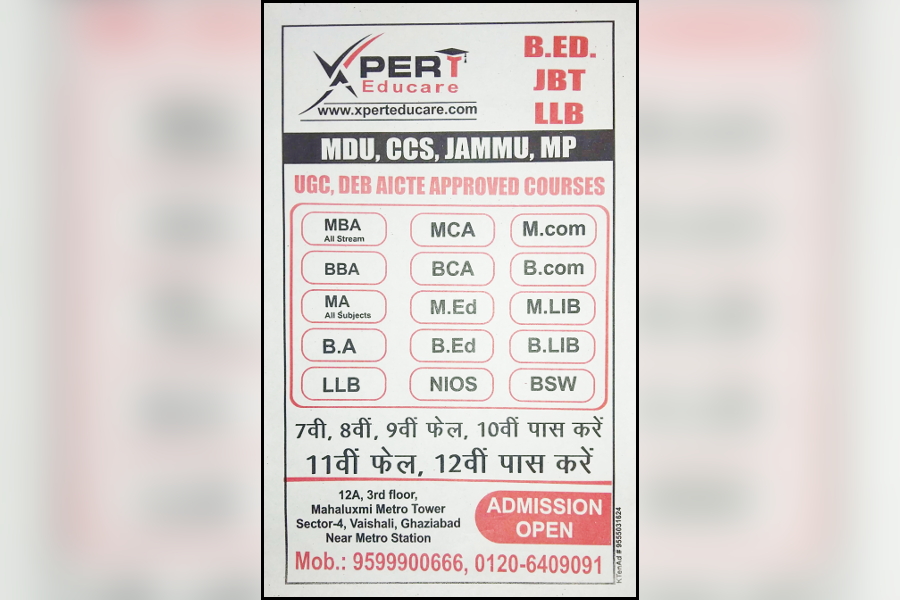 XPERT
Educare
www.xperteducare.com
B.ED.
JBT
LLB
MDU, CCS, JAMMU, MP
UGC, DEB AICTE APPROVED COURSES
MBA
All Stream
MCA
M.com
BBA
BCA
B.com
MA
All Subjects
M.Ed
M.LIB
B.A
B.Ed
B.LIB
LLB
NIOS
BSW
7वी, 8वीं, 9वीं फेल, 10वीं पास करें
11वीं फेल, 12वीं पास करें
12A, 3rd floor,
Mahaluxmi Metro Tower
Sector-4, Vaishali, Ghaziabad
Near Metro Station
ADMISSION
OPEN
Mob.: 9599900666, 0120-6409091
KTenAd # 9555031624